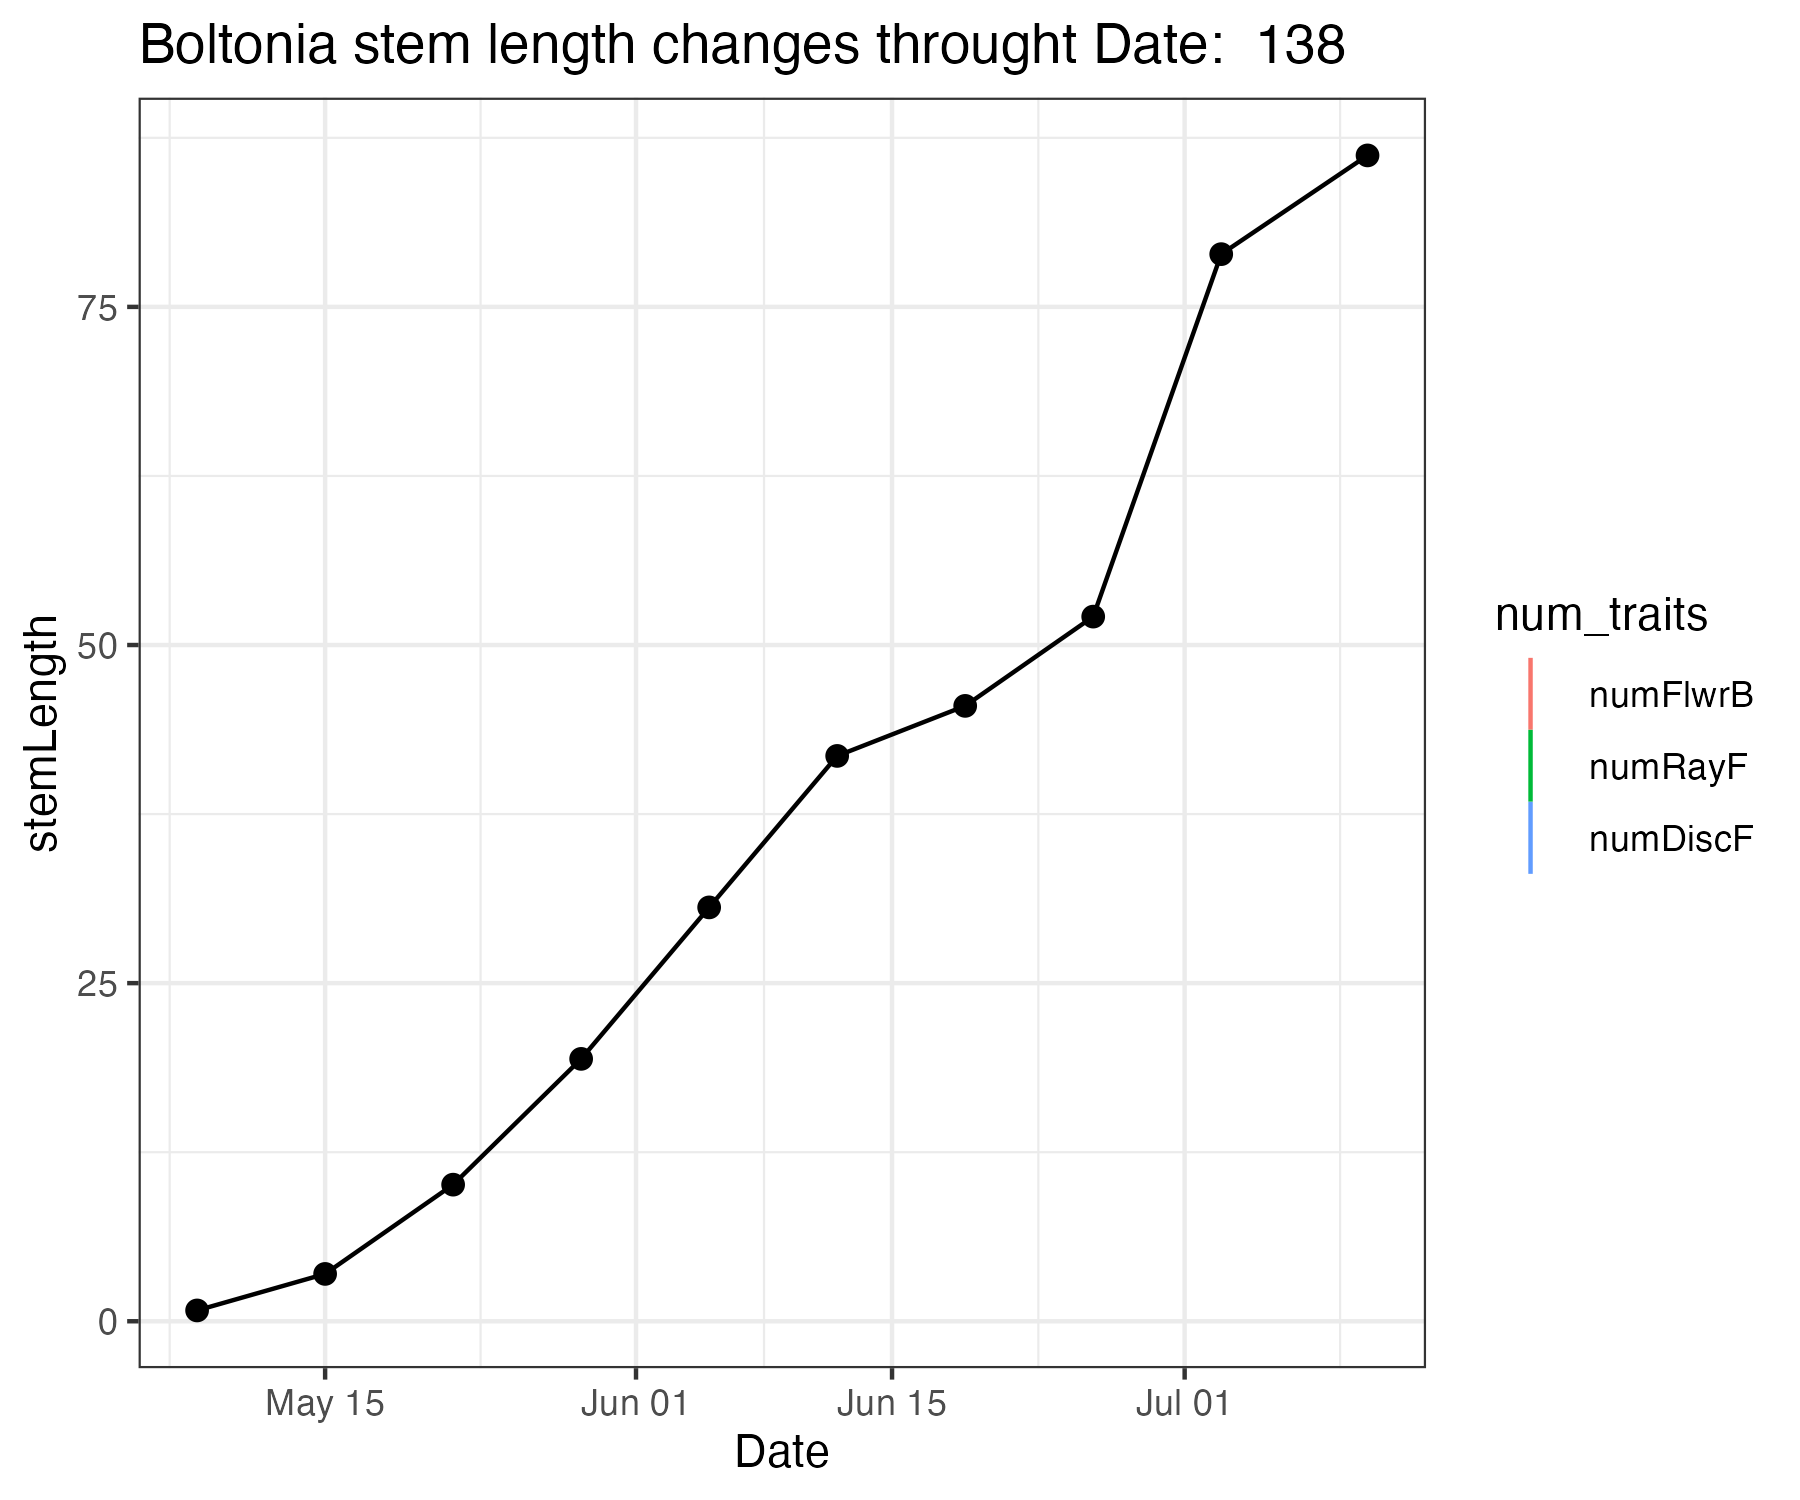 Boltonia stem length changes throught Date:  138
stemLength
75
50
25
0
May 15
Jun 01
Jun 15
Jul 01
Date
num_traits
numFlwrB
numRayF
numDiscF